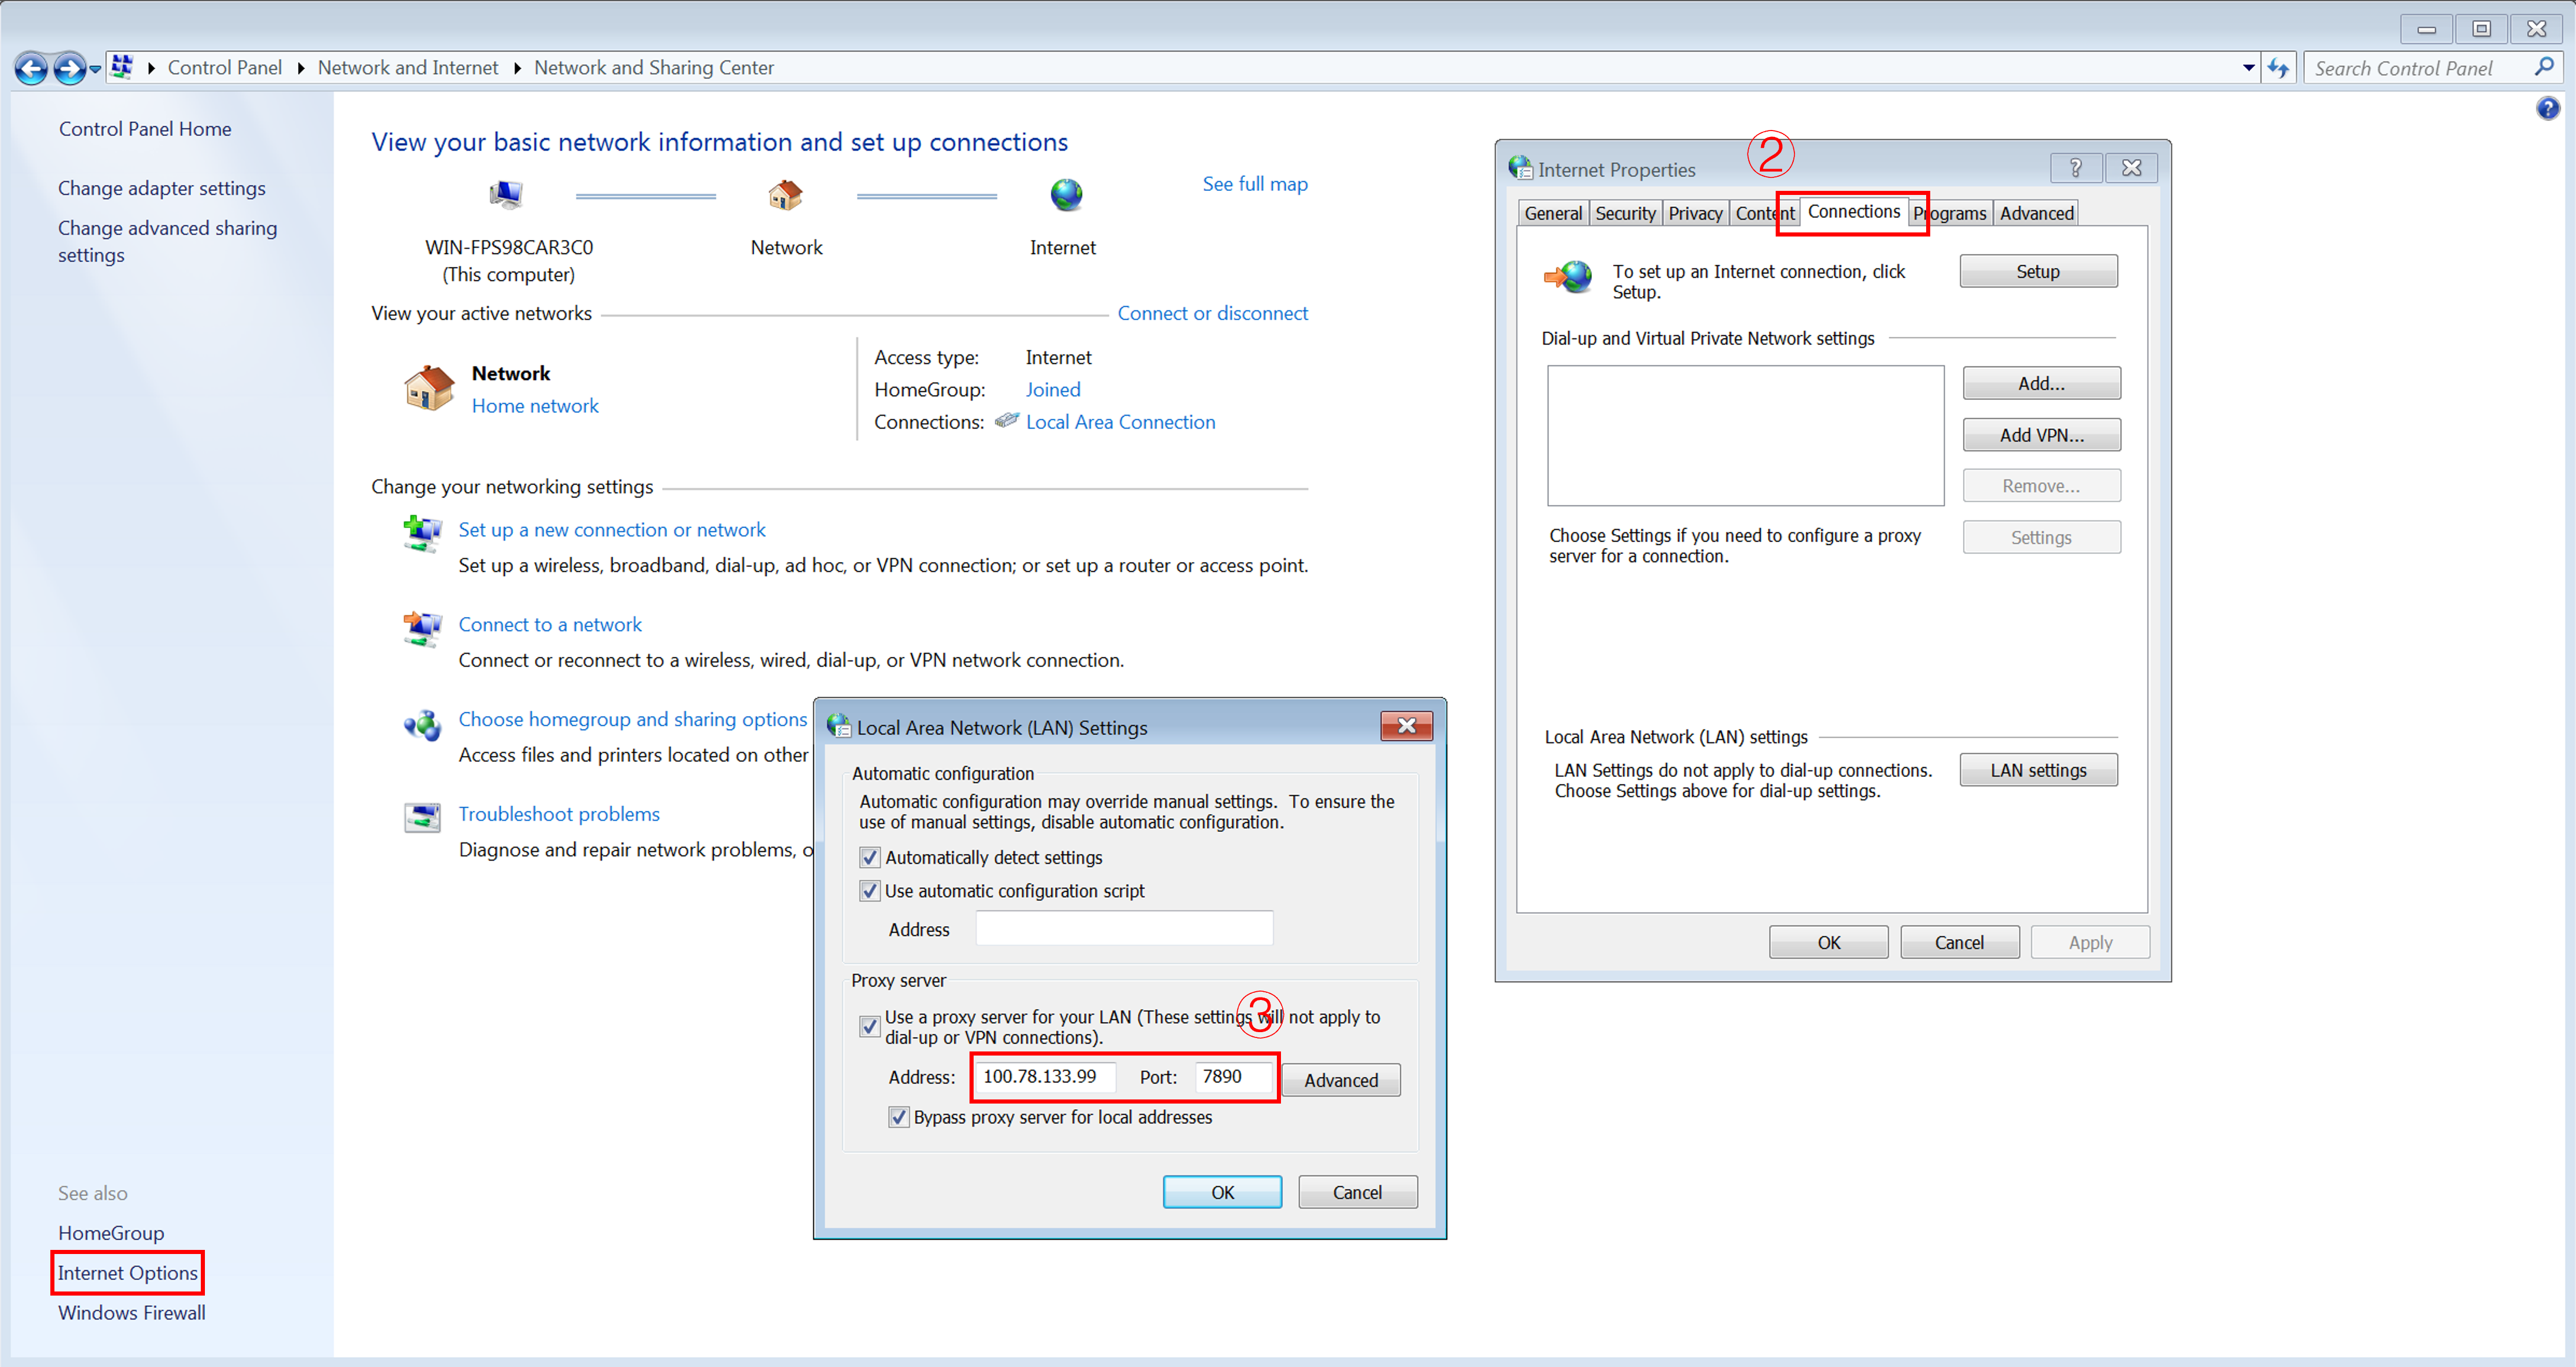 Control Panel ▸ Network and Internet ▸ Network and Sharing Center
Search Control Panel
Control Panel Home
Change adapter settings
Change advanced sharing
settings
View your basic network information and set up connections
See full map
WIN-FPS98CAR3C0
(This computer)
Network
Internet
View your active networks
Connect or disconnect
Network
Home network
Access type: Internet
HomeGroup: Joined
Connections: Local Area Connection
Change your networking settings
Set up a new connection or network
Set up a wireless, broadband, dial-up, ad hoc, or VPN connection; or set up a router or access point.
Connect to a network
Connect or reconnect to a wireless, wired, dial-up, or VPN network connection.
Choose homegroup and sharing options
Access files and printers located on other
Troubleshoot problems
Diagnose and repair network problems, o
See also
HomeGroup
Internet Options
Windows Firewall
Local Area Network (LAN) Settings
Automatic configuration
Automatic configuration may override manual settings. To ensure the
use of manual settings, disable automatic configuration.
Automatically detect settings
Use automatic configuration script
Address
Proxy server
③
Use a proxy server for your LAN (These settings will not apply to
dial-up or VPN connections).
Address: 100.78.133.99 Port: 7890 Advanced
Bypass proxy server for local addresses
OK Cancel
②
Internet Properties
?
General Security Privacy Content Connections Programs Advanced
To set up an Internet connection, click
Setup.
Setup
Dial-up and Virtual Private Network settings
Add...
Add VPN...
Remove...
Settings
Choose Settings if you need to configure a proxy
server for a connection.
Local Area Network (LAN) settings
LAN Settings do not apply to dial-up connections.
Choose Settings above for dial-up settings.
LAN settings
OK Cancel Apply
?